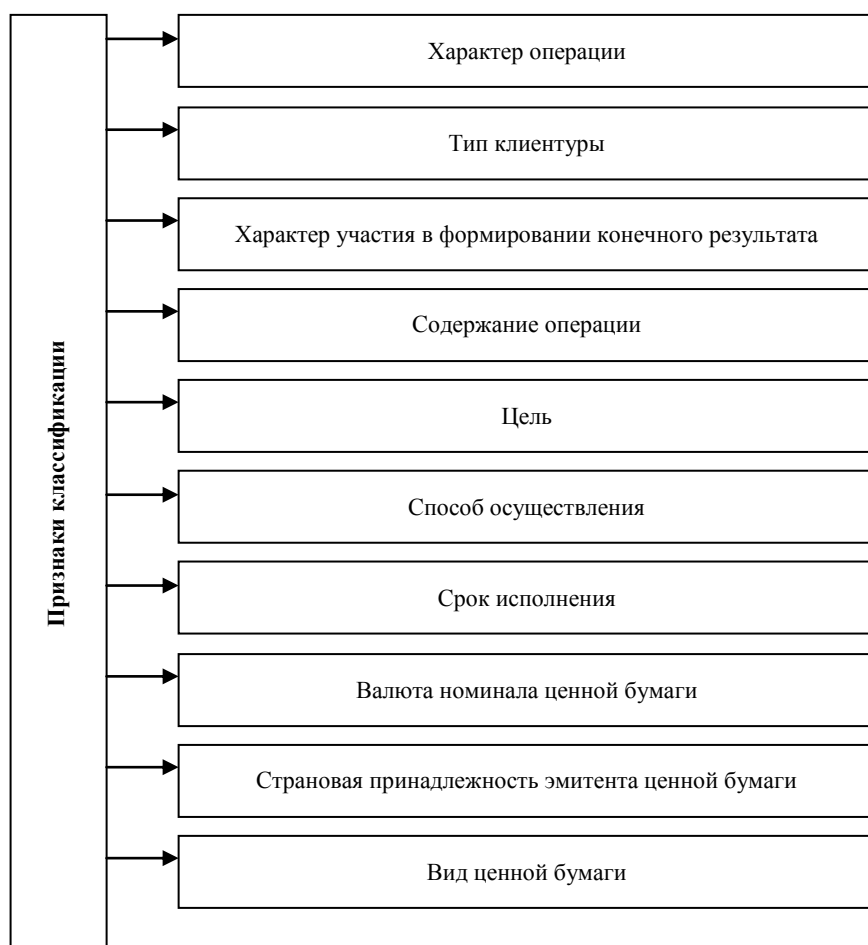 Признаки классификации
Характер операции
Тип клиентуры
Характер участия в формировании конечного результата
Содержание операции
Цель
Способ осуществления
Срок исполнения
Валюта номинала ценной бумаги
Страновая принадлежность эмитента ценной бумаги
Вид ценной бумаги